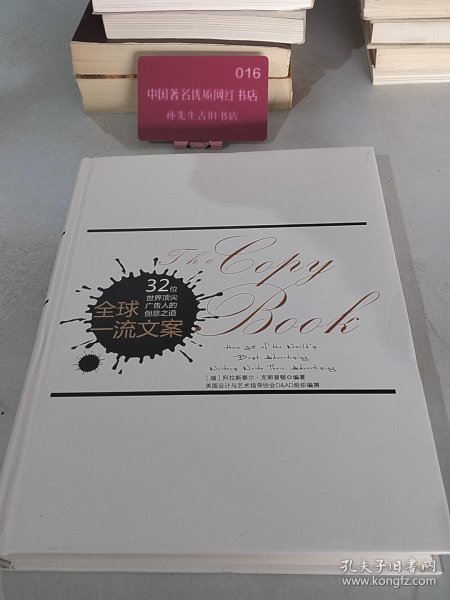 016
中国著名优质网红书店
孙先生古旧书店
The Copy
Book
32位
世界顶尖
广告人的
创意之道
全球
一流文案
How 32 of the World's
Best Advertising
Writers Write Their Advertising
[瑞]阿拉斯泰尔·克朗普顿◎编著
英国设计与艺术指导协会D&AD组织编撰
孔夫子旧书网
www.kongfz.com